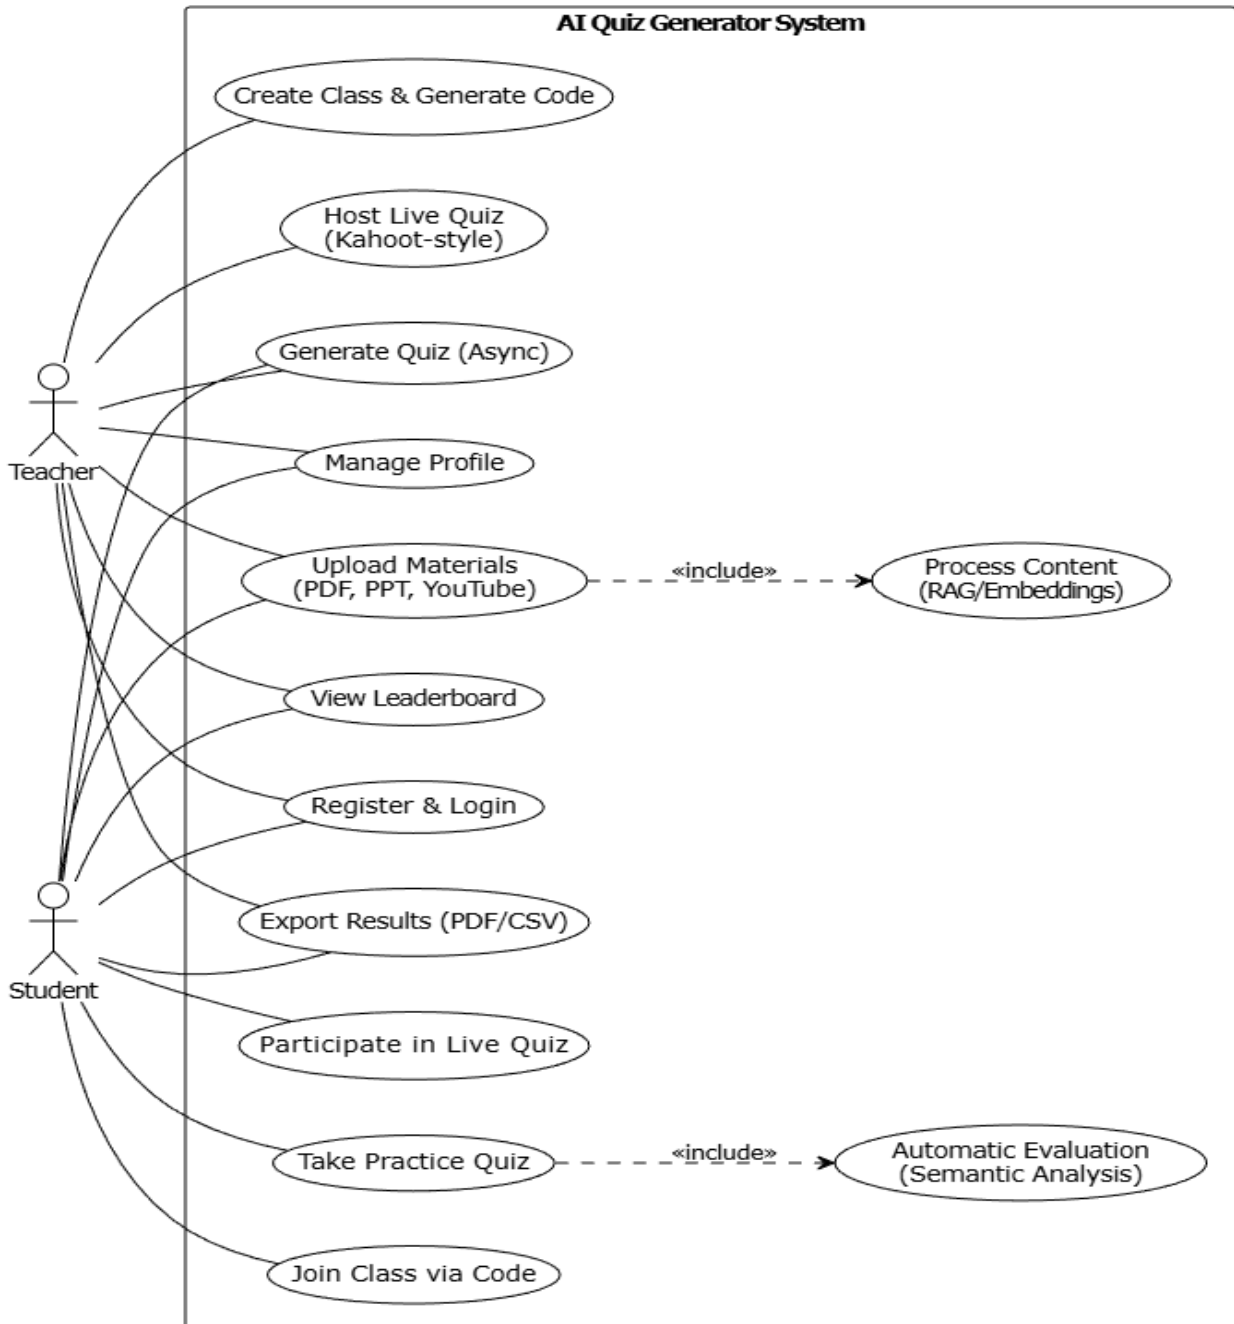 AI Quiz Generator System
Create Class & Generate Code
Host Live Quiz
(Kahoot-style)
Generate Quiz (Async)
Manage Profile
Teacher
Upload Materials
(PDF, PPT, YouTube)
«include»
Process Content
(RAG/Embeddings)
View Leaderboard
Register & Login
Export Results (PDF/CSV)
Student
Participate in Live Quiz
Take Practice Quiz
«include»
Automatic Evaluation
(Semantic Analysis)
Join Class via Code